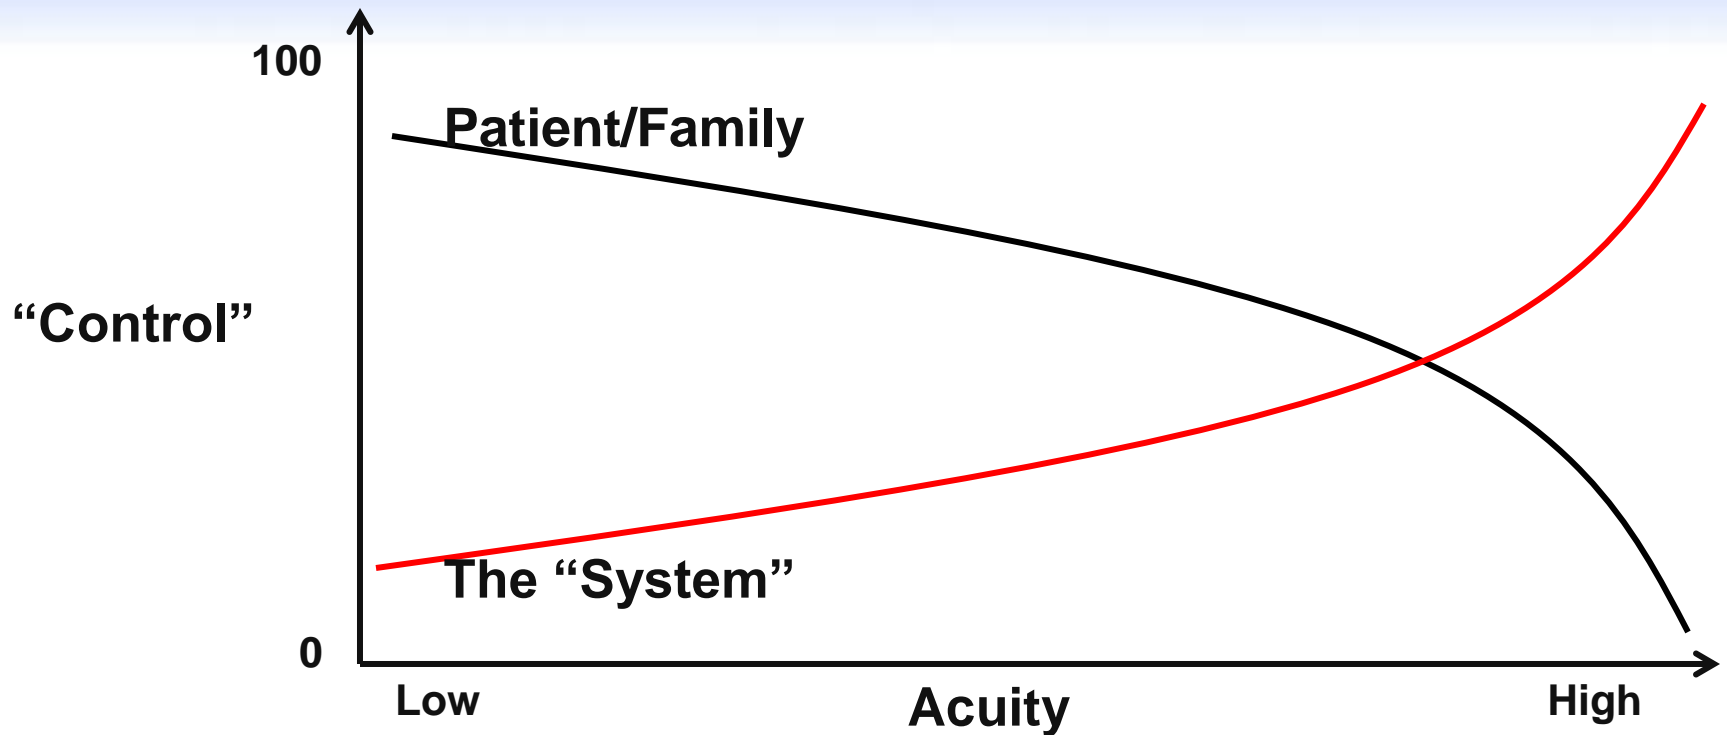 100
Patient/Family
“Control”
The “System”
0
Low
Acuity
High